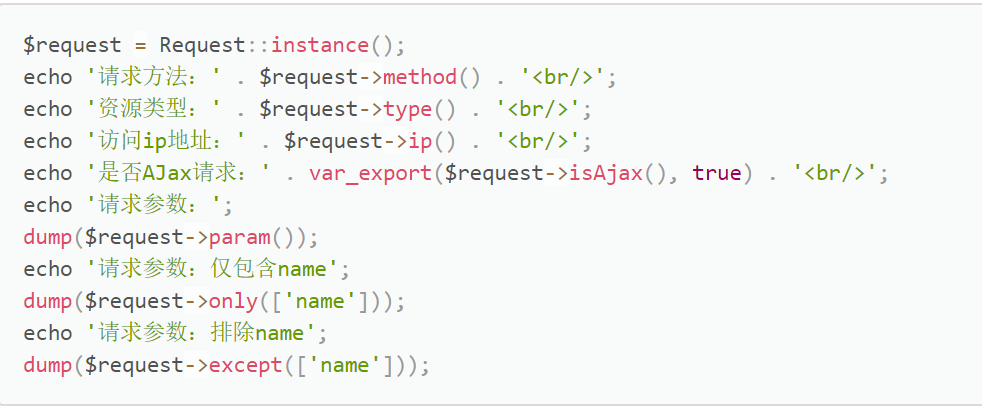 $request = Request::instance();
echo '请求方法：' . $request->method() . '<br/>';
echo '资源类型：' . $request->type() . '<br/>';
echo '访问ip地址：' . $request->ip() . '<br/>';
echo '是否AJax请求：' . var_export($request->isAjax(), true) . '<br/>';
echo '请求参数：';
dump($request->param());
echo '请求参数：仅包含name';
dump($request->only(['name']));
echo '请求参数：排除name';
dump($request->except(['name']));